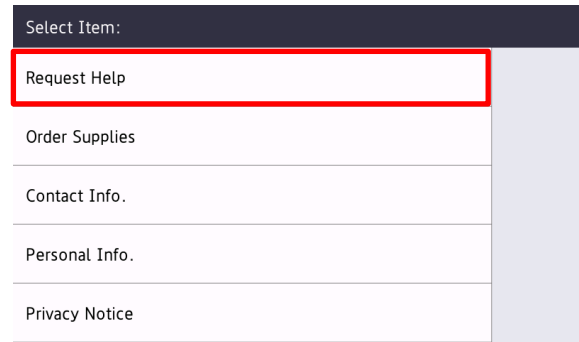 Select Item:
Request Help
Order Supplies
Contact Info.
Personal Info.
Privacy Notice